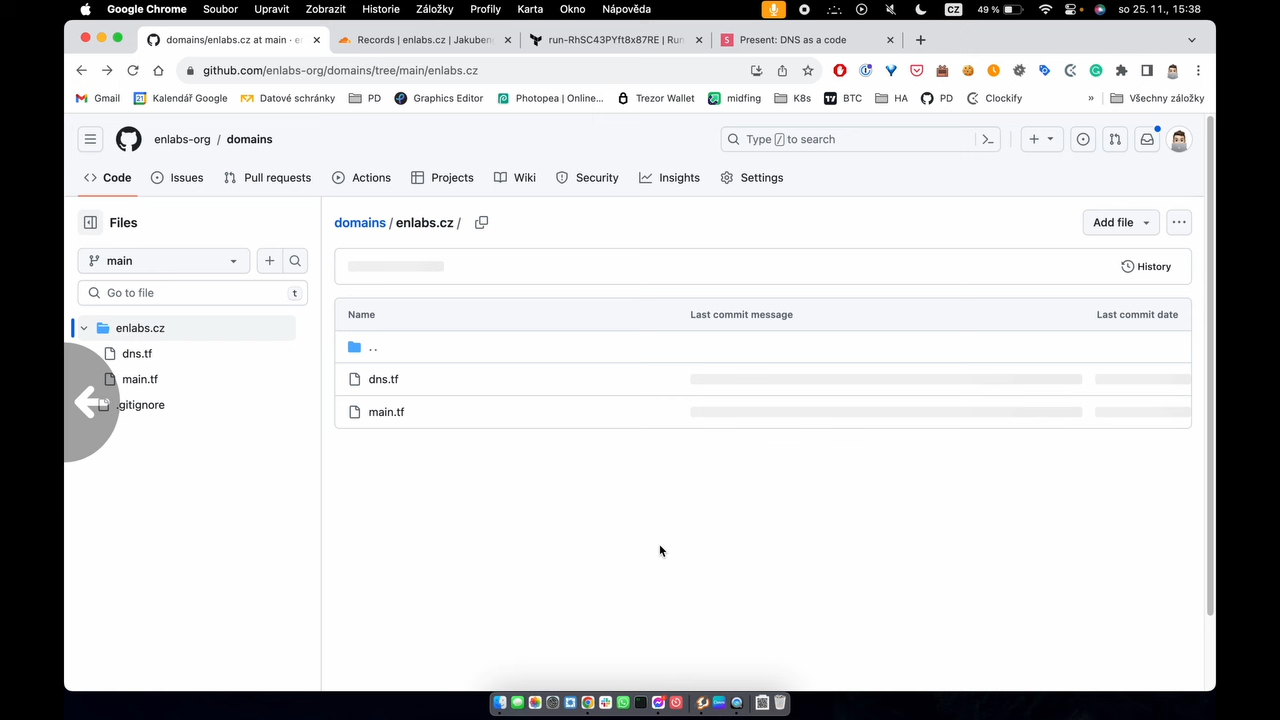 Google Chrome Soubor Upravit Zobrazit Historie Záložky Profily Karta Okno Nápověda CZ 49 % so 25. 11., 15:38
domains/enlabs.cz at main · e Records | enlabs.cz | Jakuben run-RhSC43PYft8x87RE | Run Present: DNS as a code
github.com/enlabs-org/domains/tree/main/enlabs.cz
Gmail Kalendář Google Datové schránky PD Graphics Editor Photopea | Online... Trezor Wallet midfing K8s BTC HA PD Clockify » Všechny záložky
enlabs-org / domains Type / to search
Code Issues Pull requests Actions Projects Wiki Security Insights Settings
Files domains / enlabs.cz / Add file
main
History
Go to file t
Name Last commit message Last commit date
enlabs.cz
..
dns.tf
dns.tf
main.tf
.gitignore
main.tf